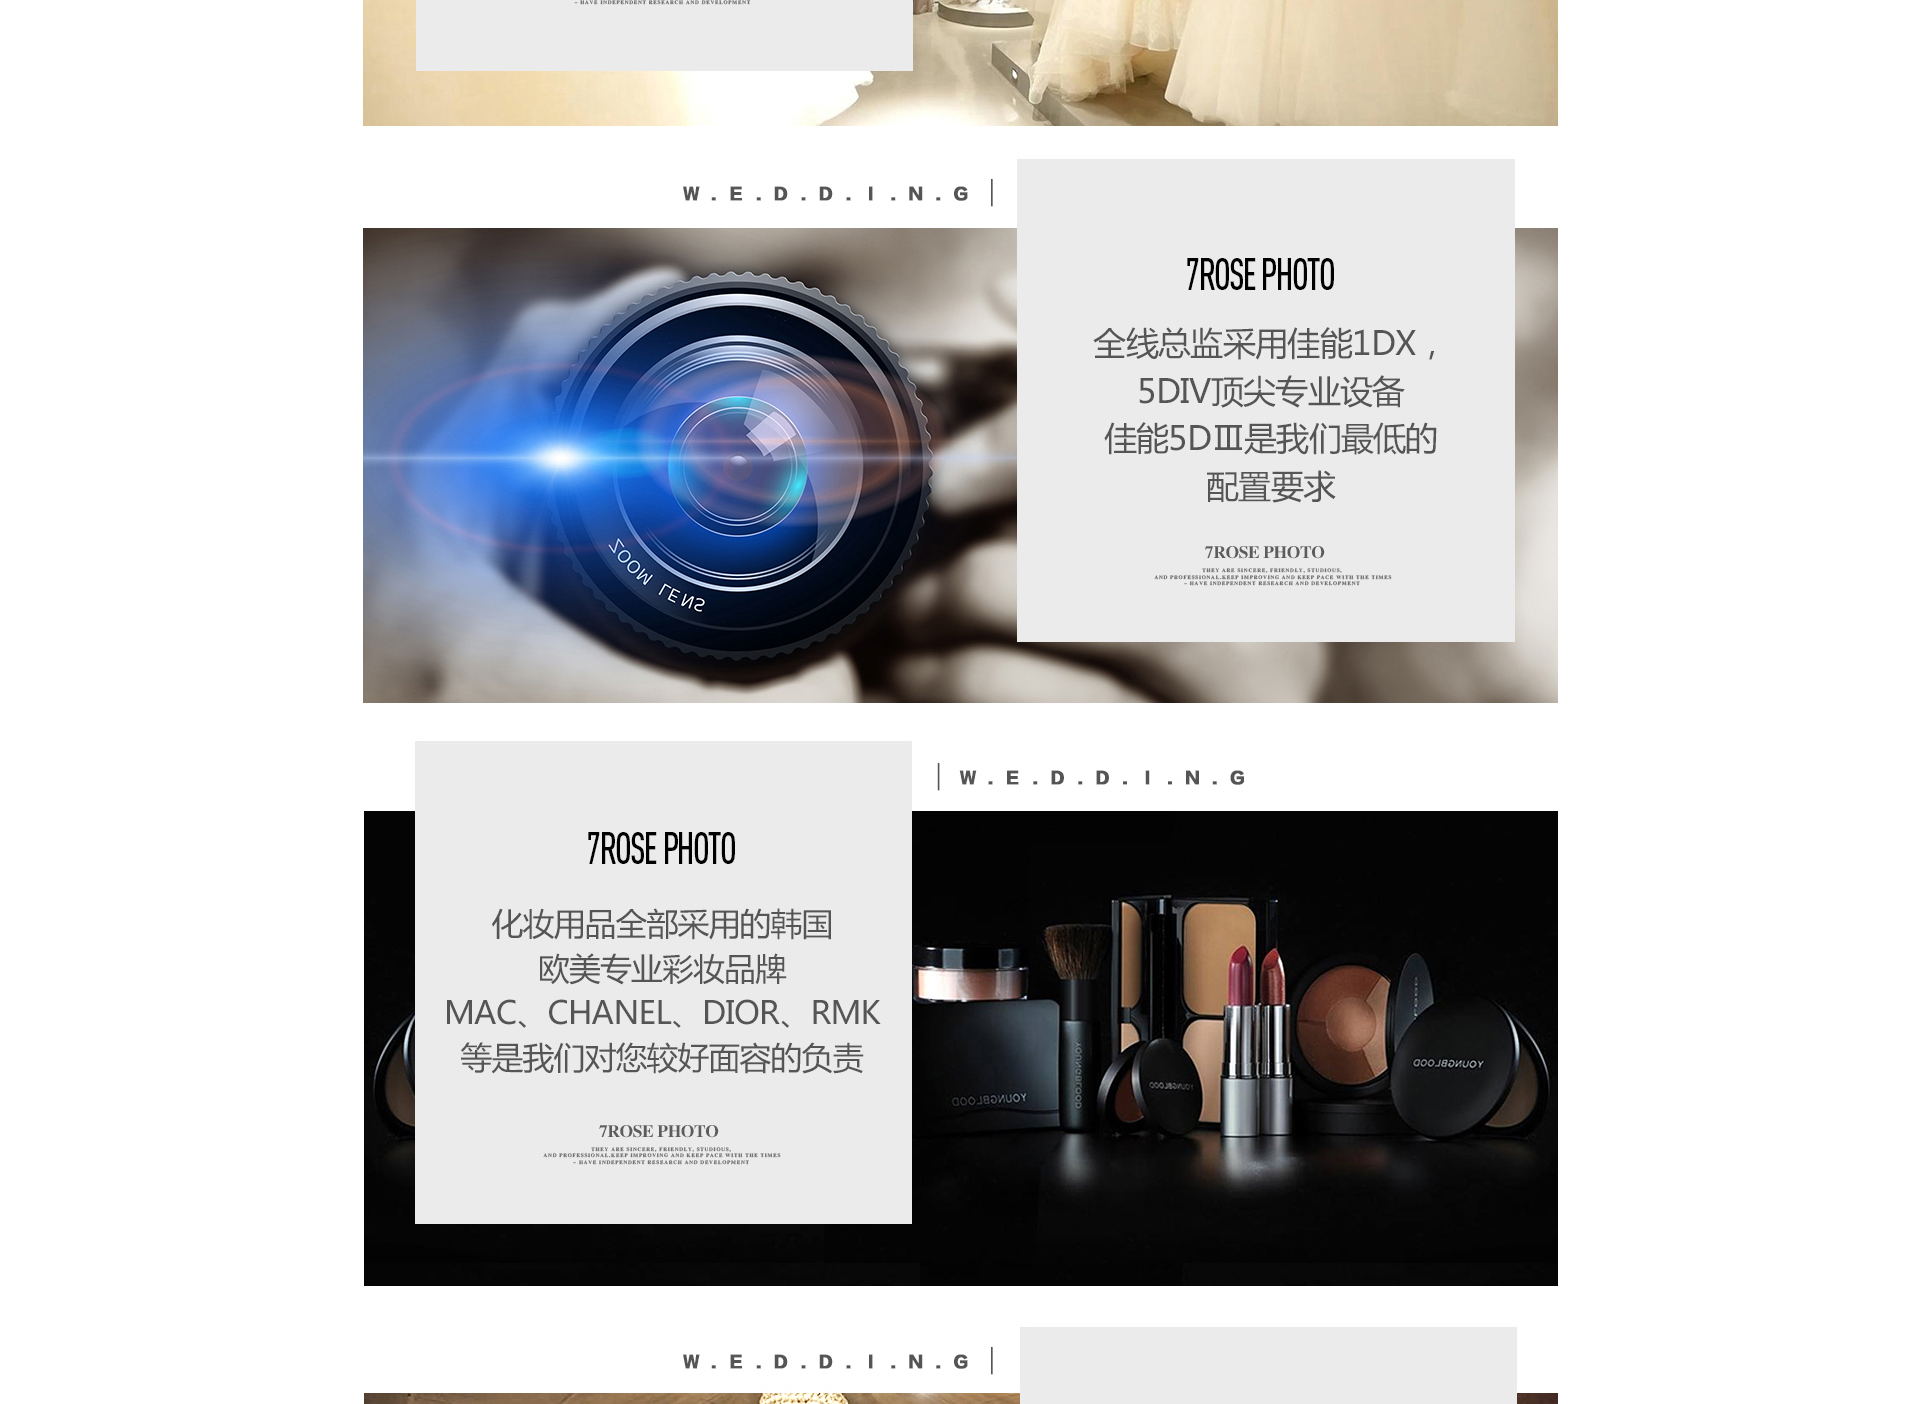 - HAVE INDEPENDENT RESEARCH AND DEVELOPMENT
W.E.D.D.I.N.G
7ROSE PHOTO
全线总监采用佳能1DX，
5DIV顶尖专业设备
佳能5DⅢ是我们最低的
配置要求
7ROSE PHOTO
THEY ARE SINCERE, FRIENDLY, STUDIOUS,
AND PROFESSIONAL.KEEP IMPROVING AND KEEP PACE WITH THE TIMES
- HAVE INDEPENDENT RESEARCH AND DEVELOPMENT
ZOOM LENS
W.E.D.D.I.N.G
7ROSE PHOTO
化妆用品全部采用的韩国
欧美专业彩妆品牌
MAC、CHANEL、DIOR、RMK
等是我们对您较好面容的负责
7ROSE PHOTO
THEY ARE SINCERE, FRIENDLY, STUDIOUS,
AND PROFESSIONAL.KEEP IMPROVING AND KEEP PACE WITH THE TIMES
- HAVE INDEPENDENT RESEARCH AND DEVELOPMENT
YOUNGBLOOD
YOUNGBLOOD
YOUNGBLOOD
YOUNGBLOOD
W.E.D.D.I.N.G